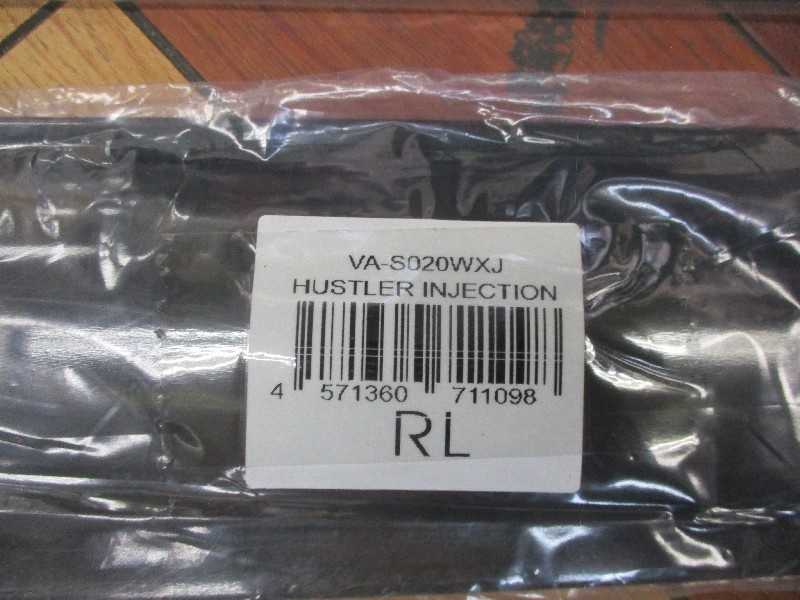 VA-S020WXJ
HUSTLER INJECTION
4 571360 711098
RL